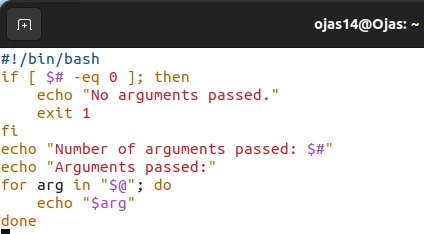 ojas14@Ojas: ~
#!/bin/bash
if [ $# -eq 0 ]; then
    echo "No arguments passed."
    exit 1
fi
echo "Number of arguments passed: $#"
echo "Arguments passed:"
for arg in "$@"; do
    echo "$arg"
done